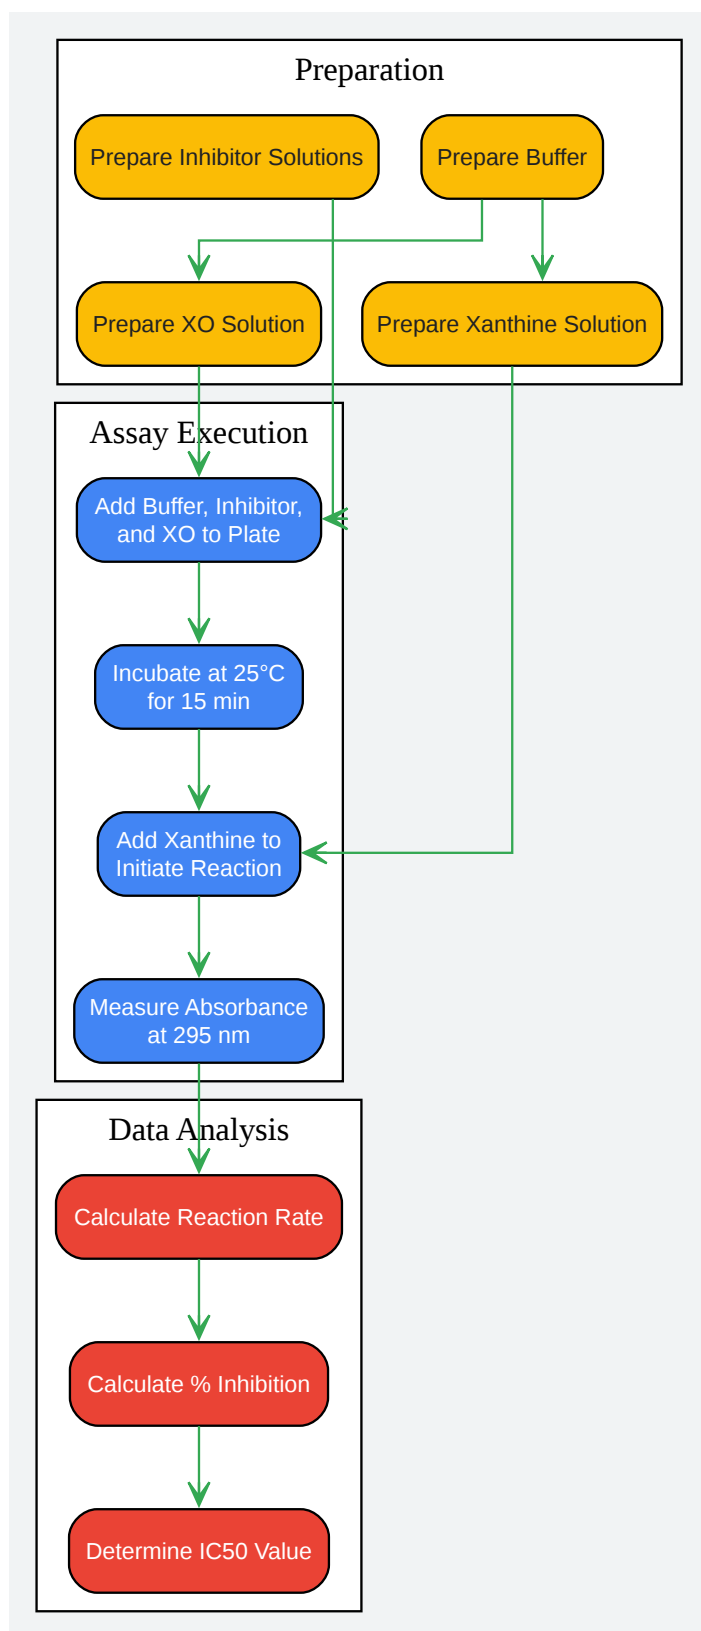 Preparation
Prepare Inhibitor Solutions
Prepare Buffer
Prepare XO Solution
Prepare Xanthine Solution
Assay Execution
Add Buffer, Inhibitor,
and XO to Plate
Incubate at 25°C
for 15 min
Add Xanthine to
Initiate Reaction
Measure Absorbance
at 295 nm
Data Analysis
Calculate Reaction Rate
Calculate % Inhibition
Determine IC50 Value